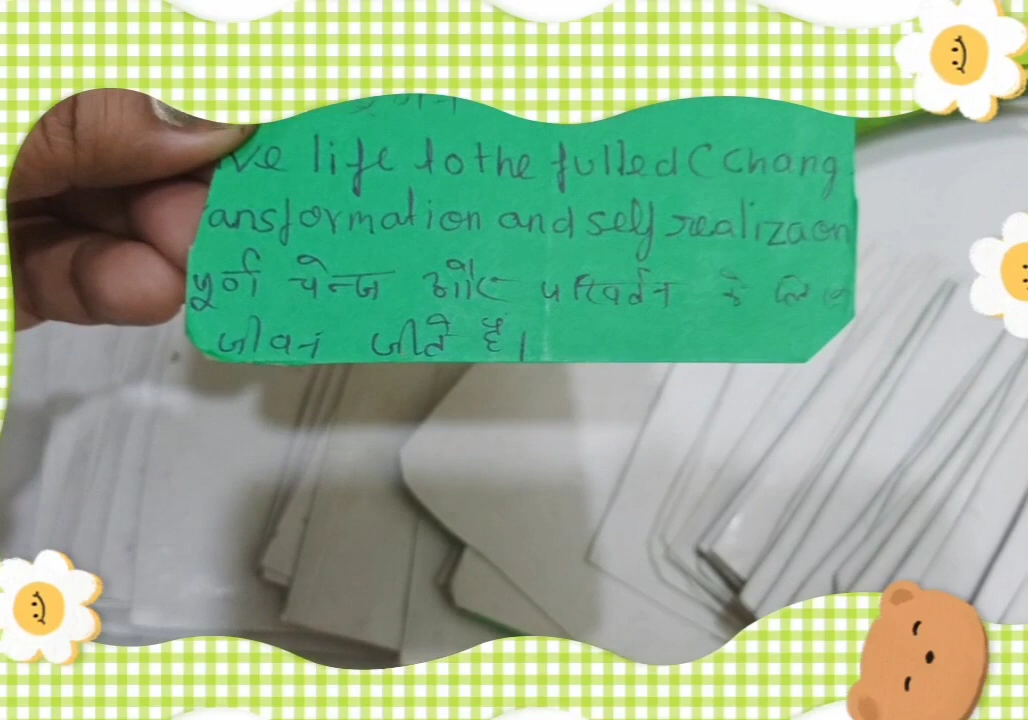 ve life to the fulled (Chang
ansformation and self realizaon
पूर्ण चेन्ज और परिवर्तन के लिए
जीवन जीते है।